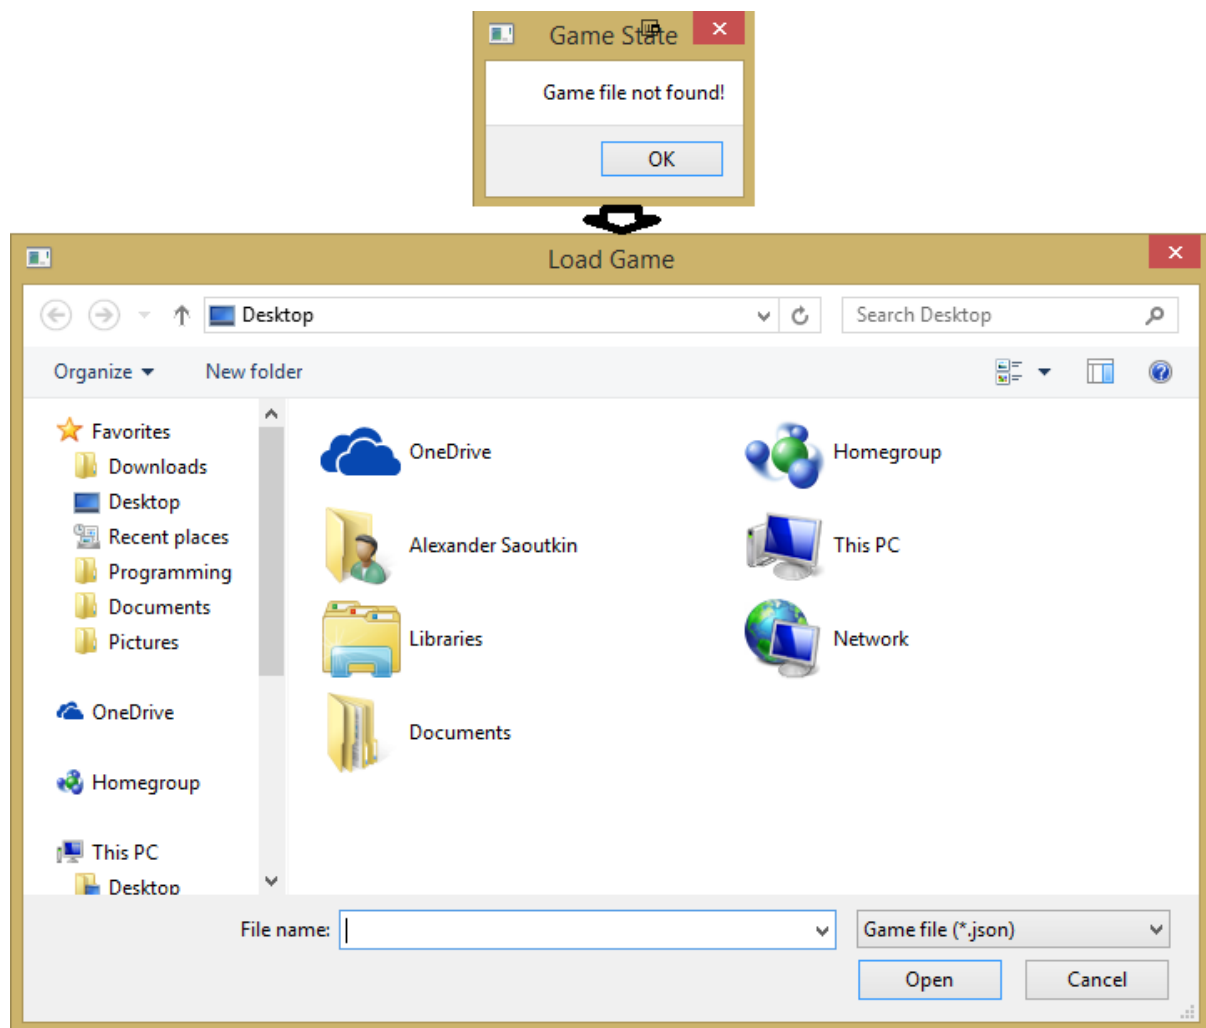 Game State
Game file not found!
OK
Load Game
Desktop
Search Desktop
Organize
New folder
Favorites
Downloads
Desktop
Recent places
Programming
Documents
Pictures
OneDrive
Homegroup
This PC
Desktop
OneDrive
Homegroup
Alexander Saoutkin
This PC
Libraries
Network
Documents
File name:
Game file (*.json)
Open
Cancel